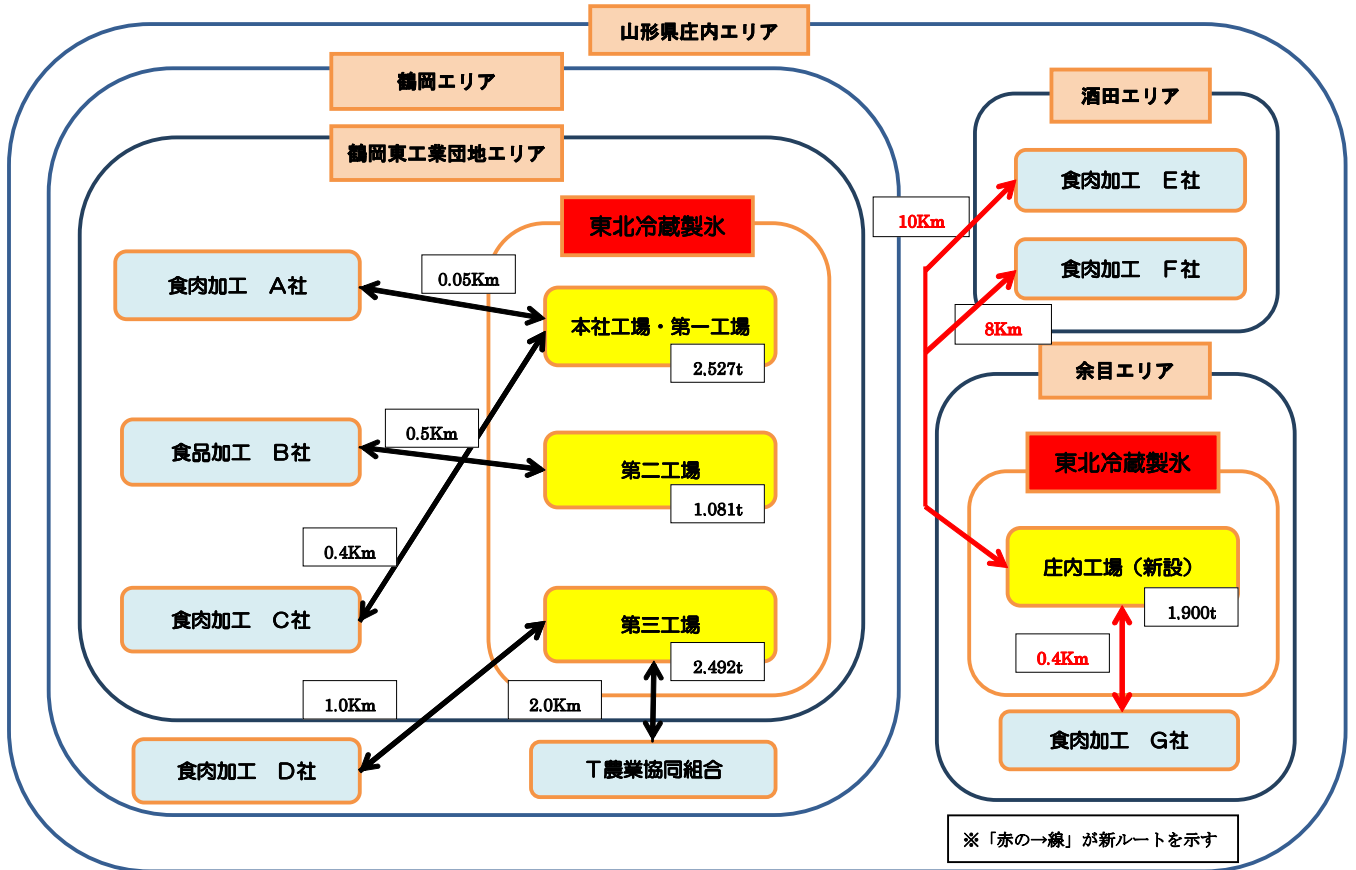 山形県庄内エリア
鶴岡エリア
鶴岡東工業団地エリア
東北冷蔵製氷
食肉加工　A社
0.05Km
本社工場・第一工場
2,527t
食品加工　B社
0.5Km
第二工場
1,081t
0.4Km
食肉加工　C社
第三工場
2,492t
1.0Km
2.0Km
食肉加工　D社
T農業協同組合
酒田エリア
食肉加工　E社
10Km
食肉加工　F社
8Km
余目エリア
東北冷蔵製氷
庄内工場（新設）
1,900t
0.4Km
食肉加工　G社
※「赤の→線」が新ルートを示す